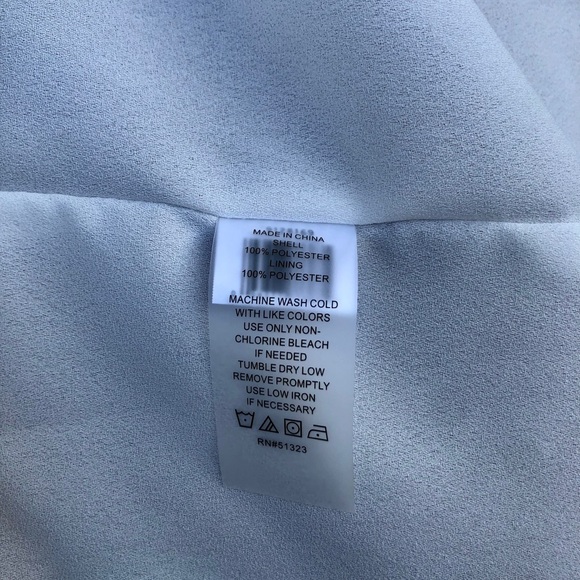 MADE IN CHINA
SHELL
100% POLYESTER
LINING
100% POLYESTER
MACHINE WASH COLD
WITH LIKE COLORS
USE ONLY NON-
CHLORINE BLEACH
IF NEEDED
TUMBLE DRY LOW
REMOVE PROMPTLY
USE LOW IRON
IF NECESSARY
RN#51323